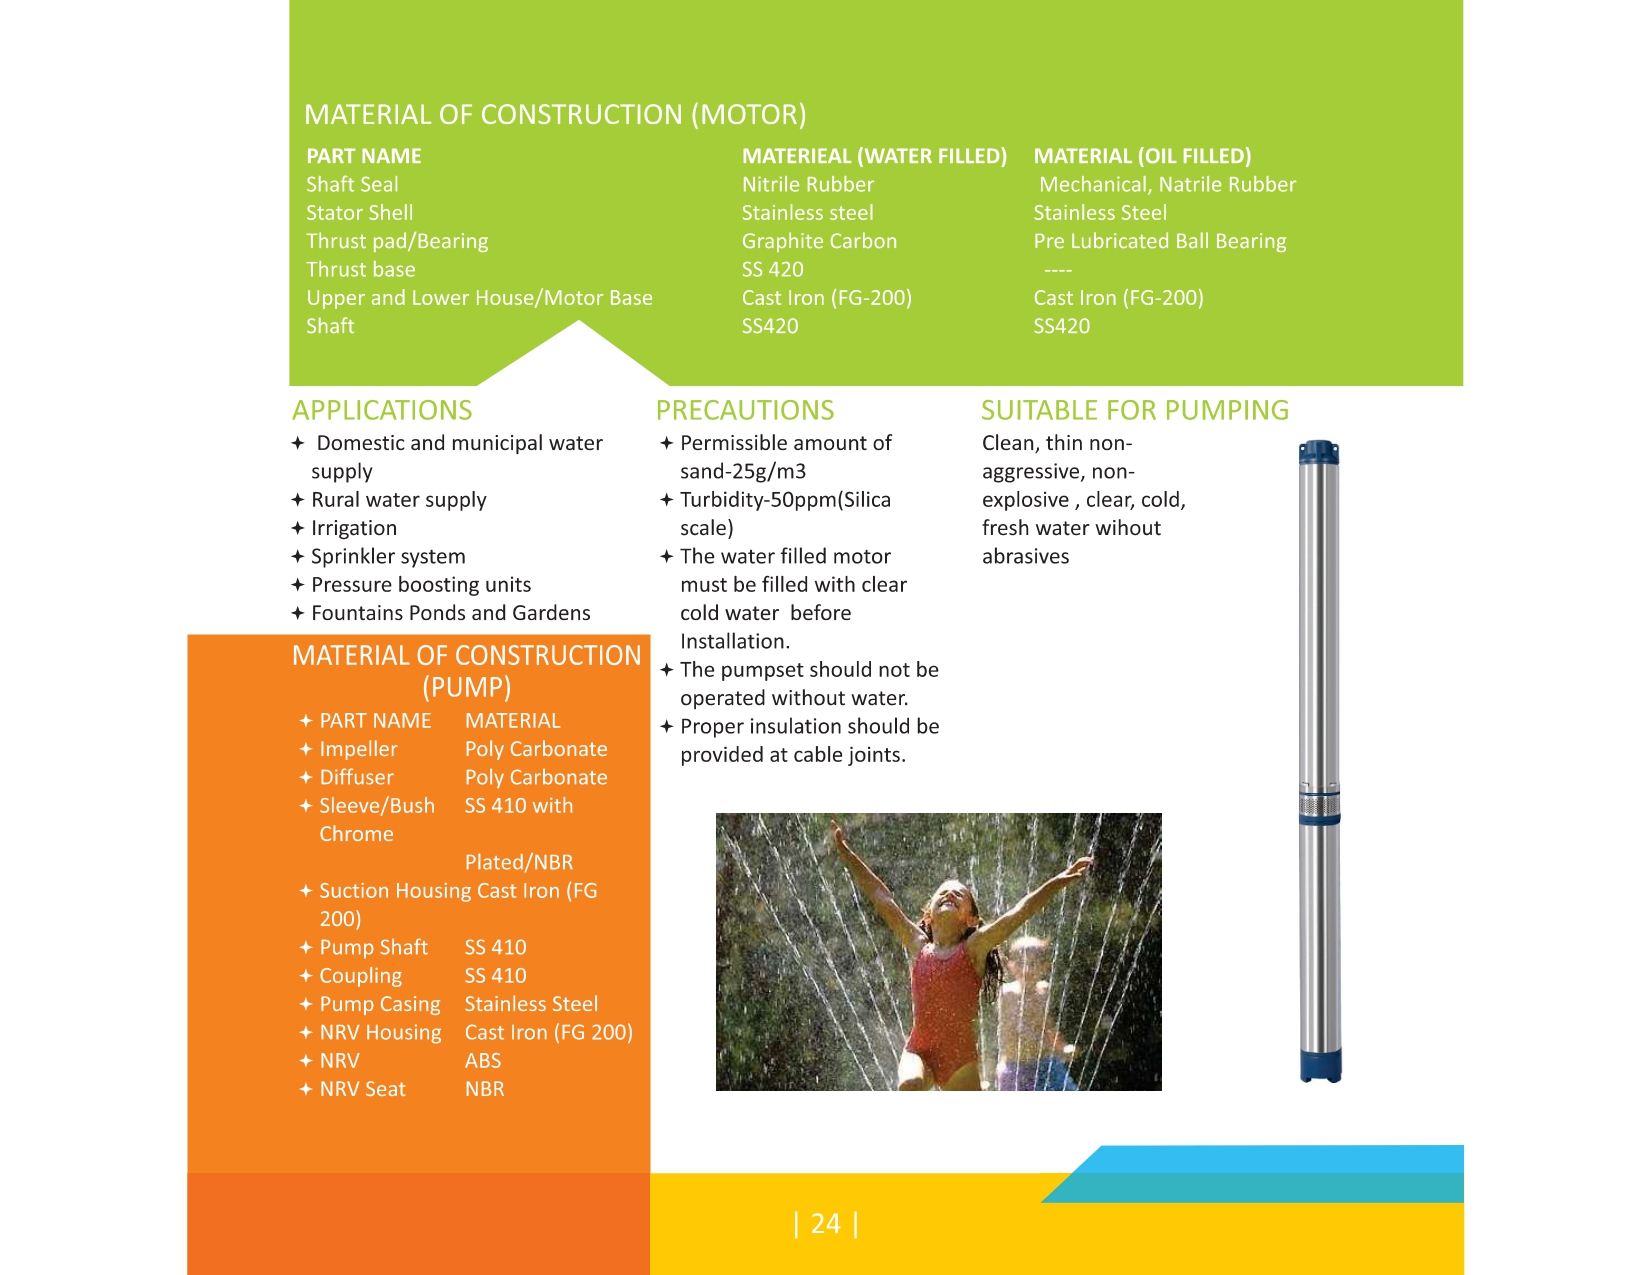 MATERIAL OF CONSTRUCTION (MOTOR)
PART NAME MATERIEAL (WATER FILLED) MATERIAL (OIL FILLED)
Shaft Seal Nitrile Rubber Mechanical, Natrile Rubber
Stator Shell Stainless steel Stainless Steel
Thrust pad/Bearing Graphite Carbon Pre Lubricated Ball Bearing
Thrust base SS 420 ----
Upper and Lower House/Motor Base Cast Iron (FG-200) Cast Iron (FG-200)
Shaft SS420 SS420
APPLICATIONS
✦ Domestic and municipal water
supply
✦ Rural water supply
✦ Irrigation
✦ Sprinkler system
✦ Pressure boosting units
✦ Fountains Ponds and Gardens
MATERIAL OF CONSTRUCTION
(PUMP)
✦ PART NAME MATERIAL
✦ Impeller Poly Carbonate
✦ Diffuser Poly Carbonate
✦ Sleeve/Bush SS 410 with
Chrome
Plated/NBR
✦ Suction Housing Cast Iron (FG
200)
✦ Pump Shaft SS 410
✦ Coupling SS 410
✦ Pump Casing Stainless Steel
✦ NRV Housing Cast Iron (FG 200)
✦ NRV ABS
✦ NRV Seat NBR
PRECAUTIONS
✦ Permissible amount of
sand-25g/m3
✦ Turbidity-50ppm(Silica
scale)
✦ The water filled motor
must be filled with clear
cold water before
Installation.
✦ The pumpset should not be
operated without water.
✦ Proper insulation should be
provided at cable joints.
SUITABLE FOR PUMPING
Clean, thin non-
aggressive, non-
explosive , clear, cold,
fresh water wihout
abrasives
| 24 |